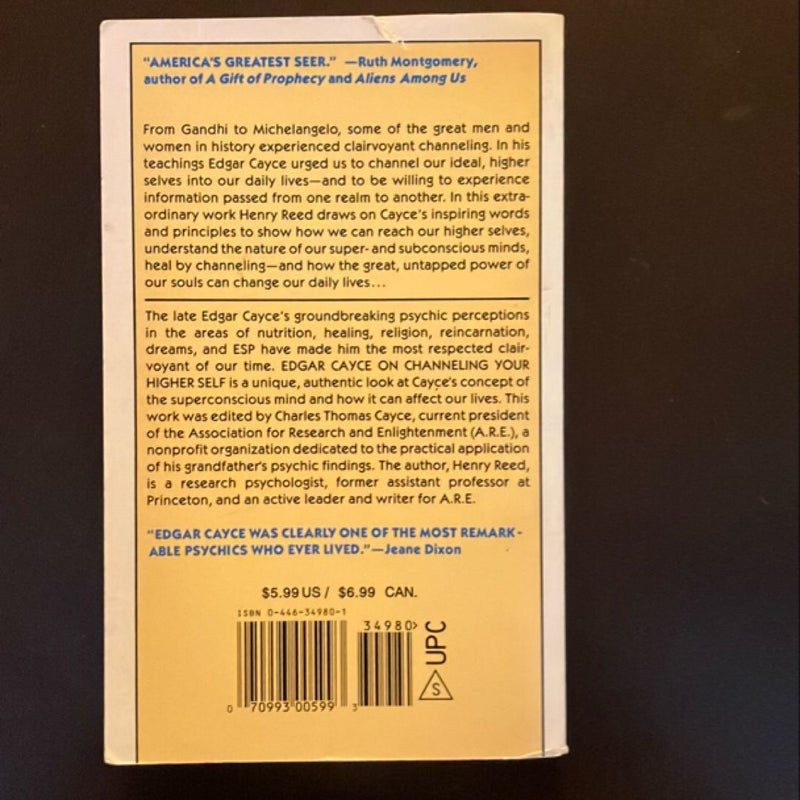 "AMERICA'S GREATEST SEER." —Ruth Montgomery,
author of A Gift of Prophecy and Aliens Among Us
From Gandhi to Michelangelo, some of the great men and
women in history experienced clairvoyant channeling. In his
teachings Edgar Cayce urged us to channel our ideal, higher
selves into our daily lives—and to be willing to experience
information passed from one realm to another. In this extra-
ordinary work Henry Reed draws on Cayce's inspiring words
and principles to show how we can reach our higher selves,
understand the nature of our super- and subconscious minds,
heal by channeling—and how the great, untapped power of
our souls can change our daily lives...
The late Edgar Cayce's groundbreaking psychic perceptions
in the areas of nutrition, healing, religion, reincarnation,
dreams, and ESP have made him the most respected clair-
voyant of our time. EDGAR CAYCE ON CHANNELING YOUR
HIGHER SELF is a unique, authentic look at Cayce's concept of
the superconscious mind and how it can affect our lives. This
work was edited by Charles Thomas Cayce, current president
of the Association for Research and Enlightenment (A.R.E.), a
nonprofit organization dedicated to the practical application
of his grandfather's psychic findings. The author, Henry Reed,
is a research psychologist, former assistant professor at
Princeton, and an active leader and writer for A.R.E.
"EDGAR CAYCE WAS CLEARLY ONE OF THE MOST REMARK-
ABLE PSYCHICS WHO EVER LIVED."—Jeane Dixon
$5.99 US / $6.99 CAN.
ISBN 0-446-34980-1
34980>
UPC
S
0 70993 00599 3